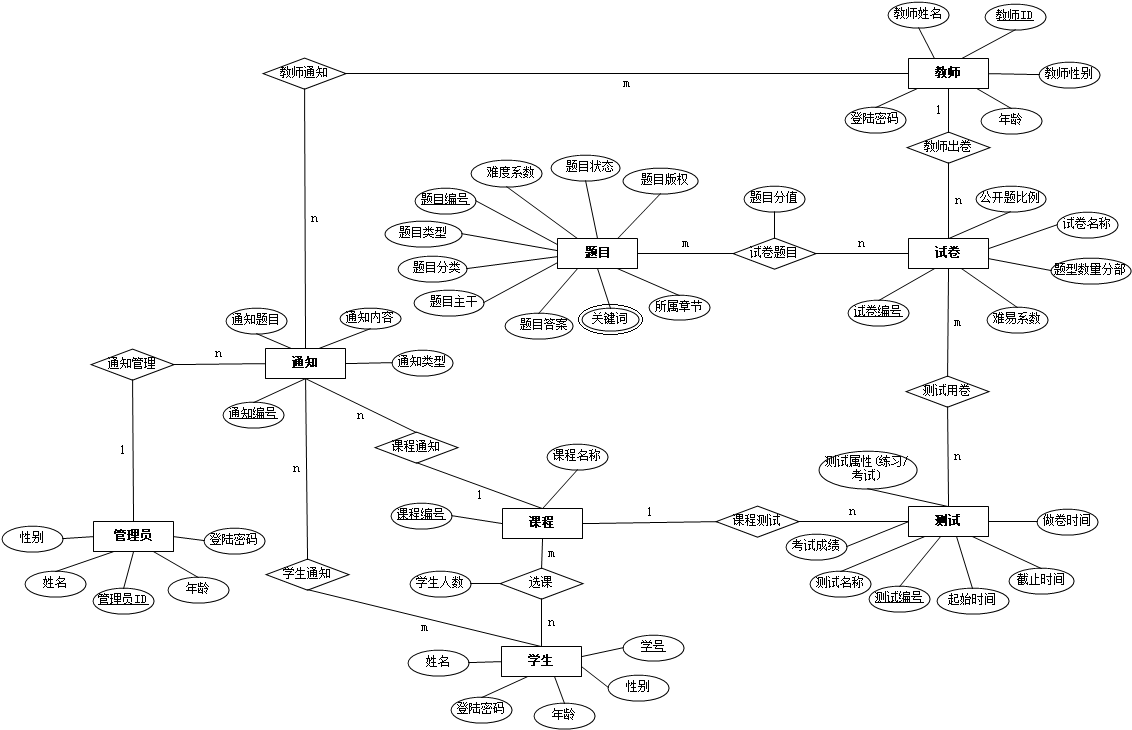 教师姓名
教师ID
教师通知
教师
教师性别
m
登陆密码
1
年龄
教师出卷
难度系数
题目状态
题目版权
题目编号
题目分值
n
公开题比例
n
题目类型
试卷名称
题目
m
试卷题目
n
试卷
题目分类
题型数量分部
题目主干
所属章节
试卷编号
难易系数
题目答案
关键词
通知题目
通知内容
m
通知管理
n
通知
通知类型
测试用卷
通知编号
n
课程通知
1
n
课程名称
n
测试属性(练习/
考试)
1
课程编号
课程
1
课程测试
n
测试
做卷时间
管理员
性别
登陆密码
考试成绩
m
学生通知
学生人数
选课
测试名称
截止时间
姓名
管理员ID
年龄
测试编号
起始时间
m
n
学号
姓名
学生
性别
登陆密码
年龄